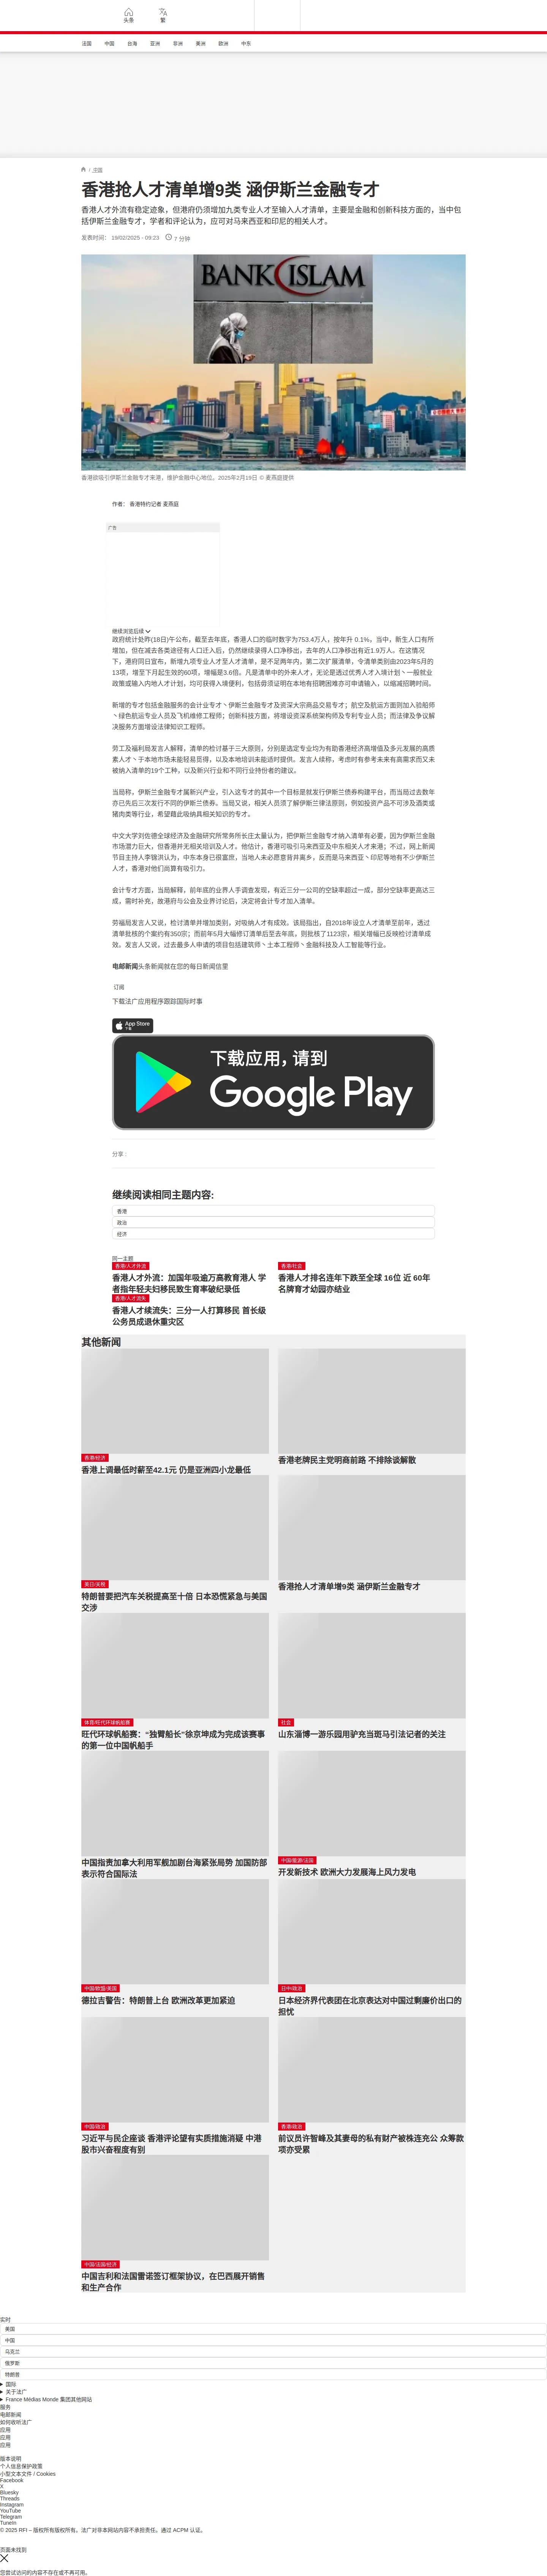 头条
繁
法国
中国
台海
亚洲
非洲
美洲
欧洲
中东
/ 法国
香港抢人才清单增9类 涵伊斯兰金融专才
香港人才外流有稳定迹象，但港府仍须增加九类专业人才至输入人才清单，主要是金融和创新科技方面的，当中包
括伊斯兰金融专才，学者和评论认为，应可对马来西亚和印尼的相关人才。
发表时间： 19/02/2025 - 09:23
7 分钟
BANK ISLAM
香港欲吸引伊斯兰金融专才来港，维护金融中心地位。2025年2月19日 © 麦燕庭提供
作者： 香港特约记者 麦燕庭
广告
继续浏览后续
政府统计处昨(18日)午公布，截至去年底，香港人口的临时数字为753.4万人，按年升 0.1%。当中，新生人口有所
增加，但在减去各类途径有人口迁入后，仍然继续录得人口净移出，去年的人口净移出有近1.9万人。在这情况
下，港府同日宣布，新增九项专业人才至人才清单，是不足两年内，第二次扩展清单，令清单类别由2023年5月的
13项，增至下月起生效的60项，增幅是3.6倍。凡是清单中的外来人才，无论是透过优秀人才入境计划丶一般就业
政策或输入内地人才计划，均可获得入境便利，包括毋须证明在本地有招聘困难亦可申请输入，以缩减招聘时间。
新增的专才包括金融服务的会计业专才丶伊斯兰金融专才及资深大宗商品交易专才；航空及航运方面则加入验船师
丶绿色航运专业人员及飞机维修工程师；创新科技方面，将增设资深系统架构师及专利专业人员；而法律及争议解
决服务方面增设法律知识工程师。
劳工及福利局发言人解释，清单的检讨基于三大原则，分别是选定专业均为有助香港经济高增值及多元发展的高质
素人才丶于本地市场未能轻易觅得，以及本地培训未能适时提供。发言人续称，考虑时有参考未来有高需求而又未
被纳入清单的19个工种，以及新兴行业和不同行业持份者的建议。
当局称，伊斯兰金融专才属新兴产业，引入这专才的其中一个目标是就发行伊斯兰债券构建平台，而当局过去数年
亦已先后三次发行不同的伊斯兰债券。当局又说，相关人员须了解伊斯兰律法原则，例如投资产品不可涉及酒类或
猪肉类等行业，希望藉此吸纳具相关知识的专才。
中文大学刘佐德全球经济及金融研究所常务所长庄太量认为，把伊斯兰金融专才纳入清单有必要，因为伊斯兰金融
市场潜力巨大，但香港并无相关培训及人才。他估计，香港可吸引马来西亚及中东相关人才来港；不过，网上新闻
节目主持人李锦洪认为，中东本身已很富庶，当地人未必愿意背井离乡，反而是马来西亚丶印尼等地有不少伊斯兰
人才，香港对他们尚算有吸引力。
会计专才方面，当局解释，前年底的业界人手调查发现，有近三分一公司的空缺率超过一成，部分空缺率更高达三
成，需时补充，故港府与公会及业界讨论后，决定将会计专才加入清单。
劳福局发言人又说，检讨清单并增加类别，对吸纳人才有成效。该局指出，自2018年设立人才清单至前年，透过
清单批核的个案约有350宗；而前年5月大幅修订清单后至去年底，则批核了1123宗，相关增幅已反映检讨清单成
效。发言人又说，过去最多人申请的项目包括建筑师丶土本工程师丶金融科技及人工智能等行业。
电邮新闻头条新闻就在您的每日新闻信里
订阅
下载法广应用程序跟踪国际时事
App Store
下载
下载应用，请到
Google Play
分享 :
继续阅读相同主题内容:
香港
政治
经济
同一主题
香港/人才外流
香港人才外流：加国年吸逾万高教育港人 学
者指年轻夫妇移民致生育率破纪录低
香港/社会
香港人才排名连年下跌至全球 16位 近 60年
名牌育才幼园亦结业
香港/人才流失
香港人才续流失：三分一人打算移民 首长级
公务员成退休重灾区
其他新闻
香港/经济
香港上调最低时薪至42.1元 仍是亚洲四小龙最低
香港老牌民主党明商前路 不排除谈解散
美日/关税
特朗普要把汽车关税提高至十倍 日本恐慌紧急与美国
交涉
香港抢人才清单增9类 涵伊斯兰金融专才
体育/旺代环球帆船赛
旺代环球帆船赛：“独臂船长”徐京坤成为完成该赛事
的第一位中国帆船手
社会
山东淄博一游乐园用驴充当斑马引法记者的关注
中国指责加拿大利用军舰加剧台海紧张局势 加国防部
表示符合国际法
中国/能源/法国
开发新技术 欧洲大力发展海上风力发电
中国/欧盟/美国
德拉吉警告：特朗普上台 欧洲改革更加紧迫
日中/政治
日本经济界代表团在北京表达对中国过剩廉价出口的
担忧
中国/政治
习近平与民企座谈 香港评论望有实质措施消疑 中港
股市兴奋程度有别
香港/政治
前议员许智峰及其妻母的私有财产被株连充公 众筹款
项亦受累
中国/法国/经济
中国吉利和法国雷诺签订框架协议，在巴西展开销售
和生产合作
实时
美国
中国
乌克兰
俄罗斯
特朗普
国际
关于法广
France Médias Monde 集团其他网站
服务
电邮新闻
如何收听法广
应用
应用
应用
版本说明
个人信息保护政策
小型文本文件 / Cookies
Facebook
X
Bluesky
Threads
Instagram
YouTube
Telegram
TuneIn
© 2025 RFI – 版权所有版权所有。法广对非本网站内容不承担责任。通过 ACPM 认证。
页面未找到
您尝试访问的内容不存在或不再可用。